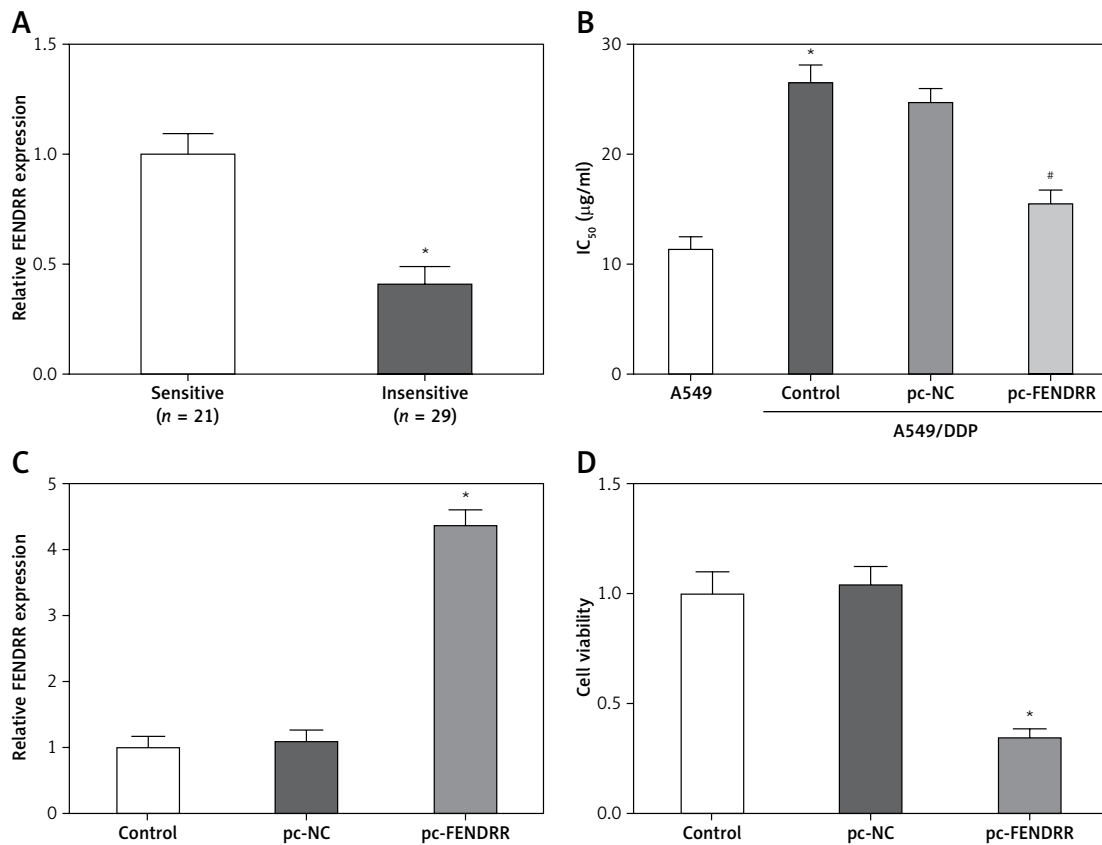 A
Relative FENDRR expression
1.5
1.0
0.5
0.0
*
Sensitive
(n = 21)
Insensitive
(n = 29)
B
IC₅₀ (μg/ml)
30
20
10
0
*
#
A549
Control
pc-NC
pc-FENDRR
A549/DDP
C
Relative FENDRR expression
5
4
3
2
1
0
*
Control
pc-NC
pc-FENDRR
D
Cell viability
1.5
1.0
0.5
0.0
*
Control
pc-NC
pc-FENDRR